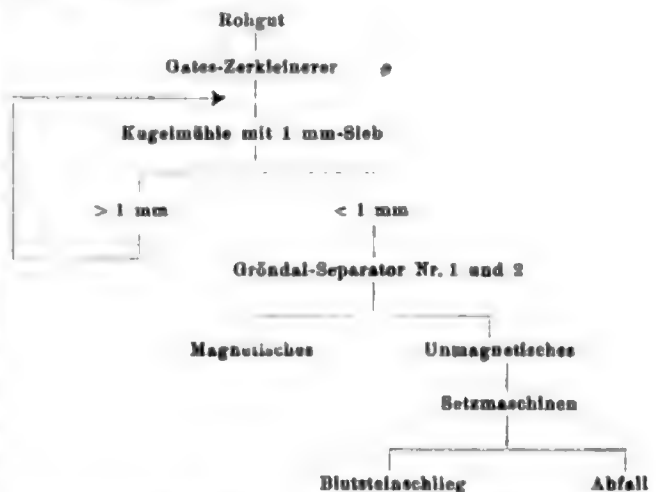 Rohgut
Gates-Zerkleinerer
Kugelmühle mit 1 mm-Sieb
> 1 mm < 1 mm
Gröndal-Separator Nr. 1 und 2
Magnetisches Unmagnetisches
Setzmaschinen
Blutsteinschlieg Abfall